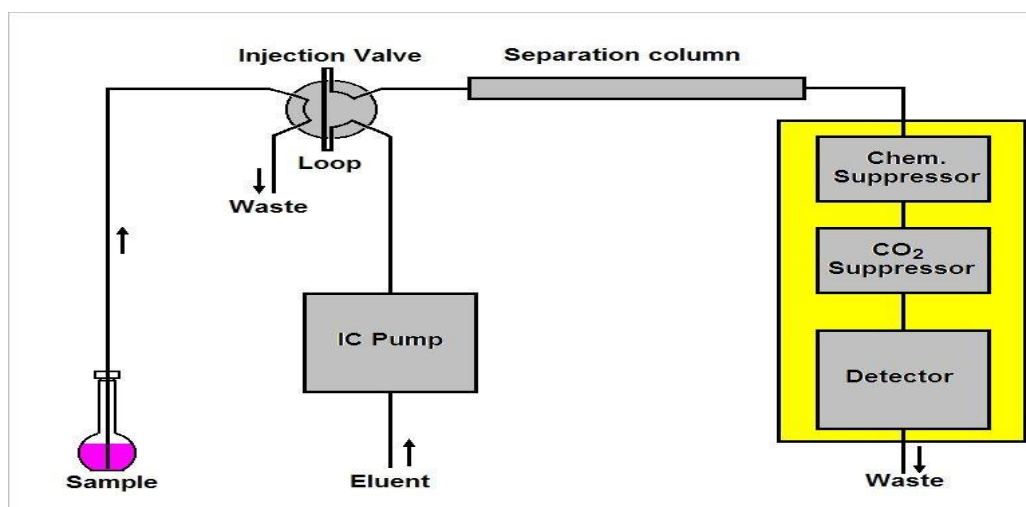 Injection Valve
Separation column
Loop
Waste
Chem.
Suppressor
CO₂
Suppressor
IC Pump
Detector
Sample
Eluent
Waste